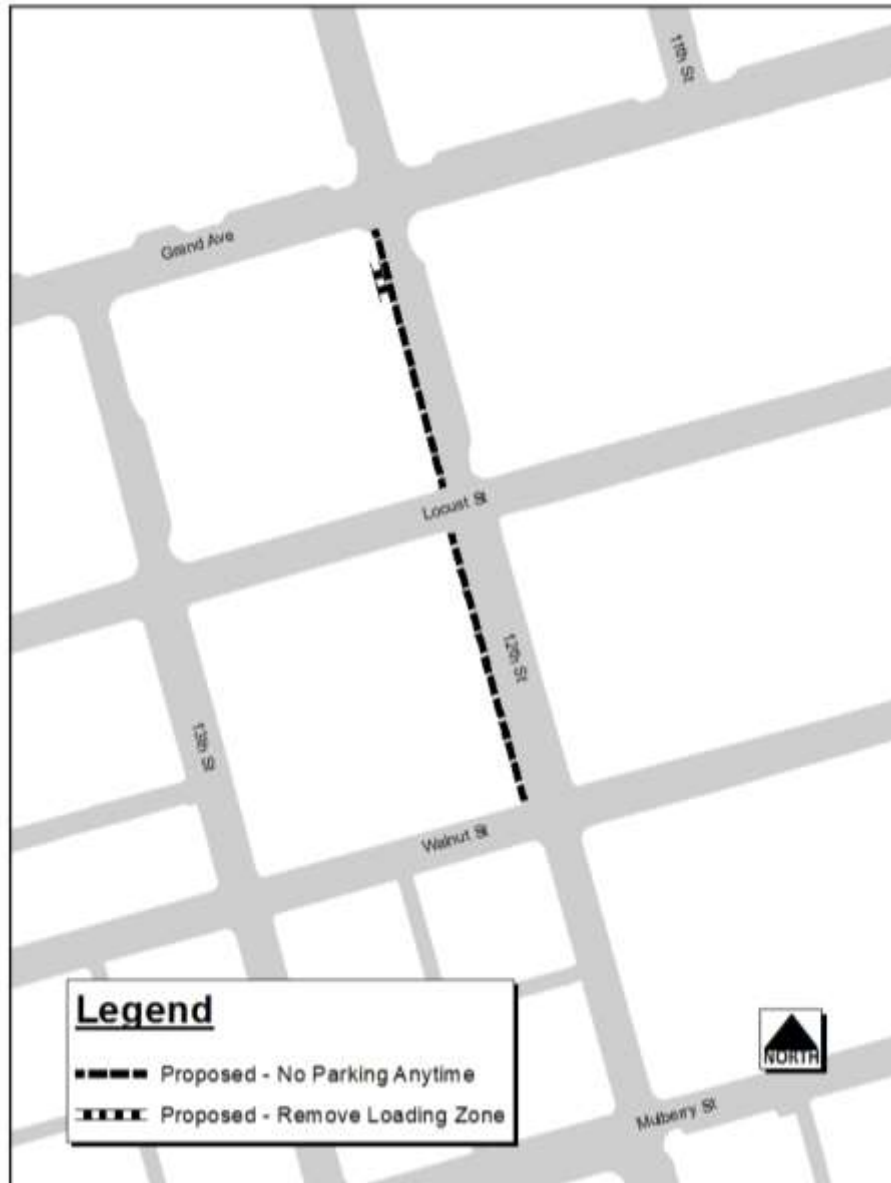 11th St
Grand Ave
Locust St
12th St
13th St
Walnut St
Legend
Proposed - No Parking Anytime
Proposed - Remove Loading Zone
NORTH
Mulberry St